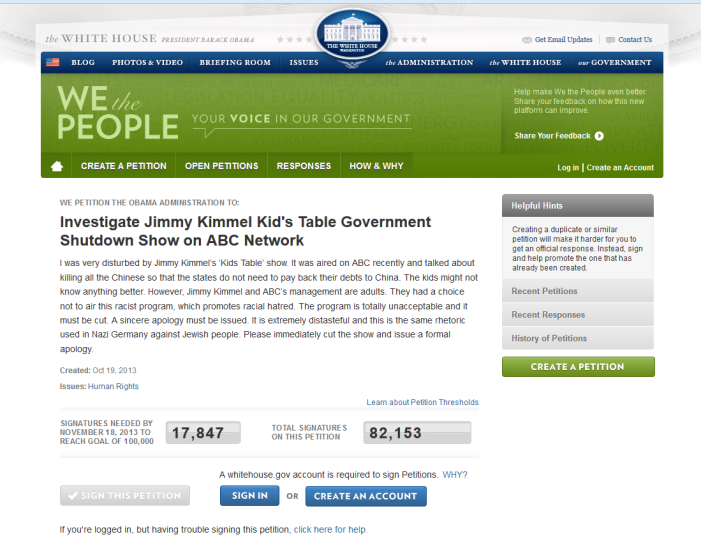 the WHITE HOUSE PRESIDENT BARACK OBAMA
THE WHITE HOUSE
WASHINGTON
Get Email Updates
Contact Us
BLOG PHOTOS & VIDEO BRIEFING ROOM ISSUES the ADMINISTRATION the WHITE HOUSE our GOVERNMENT
WE the
PEOPLE
YOUR VOICE IN OUR GOVERNMENT
Help make We the People even better.
Share your feedback on how this new
platform can improve.
Share Your Feedback
CREATE A PETITION OPEN PETITIONS RESPONSES HOW & WHY
Log in | Create an Account
WE PETITION THE OBAMA ADMINISTRATION TO:
Investigate Jimmy Kimmel Kid's Table Government
Shutdown Show on ABC Network
I was very disturbed by Jimmy Kimmel's 'Kids Table' show. It was aired on ABC recently and talked about
killing all the Chinese so that the states do not need to pay back their debts to China. The kids might not
know anything better. However, Jimmy Kimmel and ABC's management are adults. They had a choice
not to air this racist program, which promotes racial hatred. The program is totally unacceptable and it
must be cut. A sincere apology must be issued. It is extremely distasteful and this is the same rhetoric
used in Nazi Germany against Jewish people. Please immediately cut the show and issue a formal
apology.
Created: Oct 19, 2013
Issues: Human Rights
Learn about Petition Thresholds
SIGNATURES NEEDED BY
NOVEMBER 18, 2013 TO
REACH GOAL OF 100,000
17,847
TOTAL SIGNATURES
ON THIS PETITION
82,153
A whitehouse.gov account is required to sign Petitions. WHY?
SIGN THIS PETITION
SIGN IN OR CREATE AN ACCOUNT
If you're logged in, but having trouble signing this petition, click here for help.
Helpful Hints
Creating a duplicate or similar
petition will make it harder for you to
get an official response. Instead, sign
and help promote the one that has
already been created.
Recent Petitions
Recent Responses
History of Petitions
CREATE A PETITION